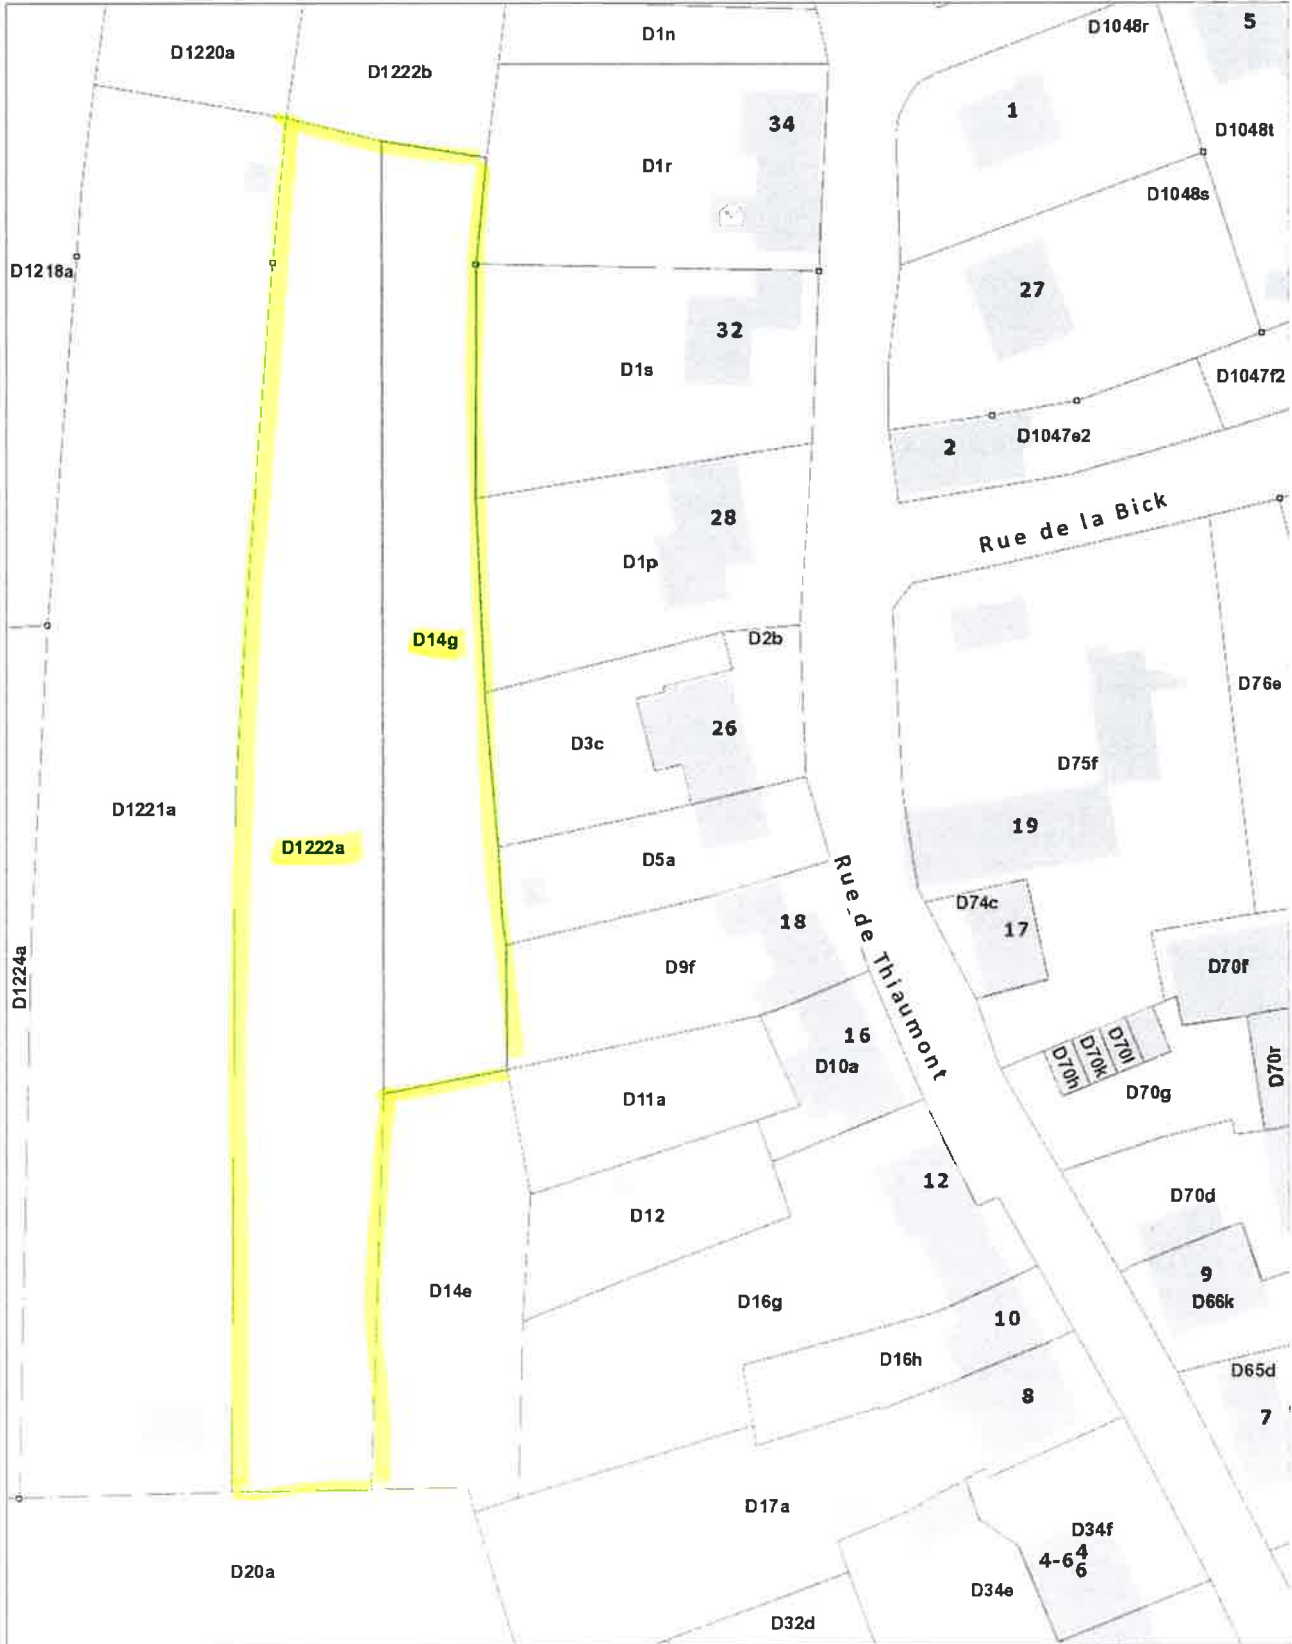 D1n
D1048r
5
D1220a
D1222b
34
1
D1048t
D1r
D1048s
D1218a
27
32
D1s
D1047f2
2
D1047e2
28
Rue de la Bick
D1p
D14g
D2b
D76e
26
D3c
D75f
D1221a
19
D1222a
D5a
Rue de Thiaumont
D74c
17
18
D9f
D70f
D1224a
16
D10a
D70h
D70k
D70l
D70r
D70g
D11a
12
D70d
D12
9
D66k
D14e
D16g
10
D16h
D65d
8
7
D17a
D34f
4-6
4
6
D20a
D34e
D32d